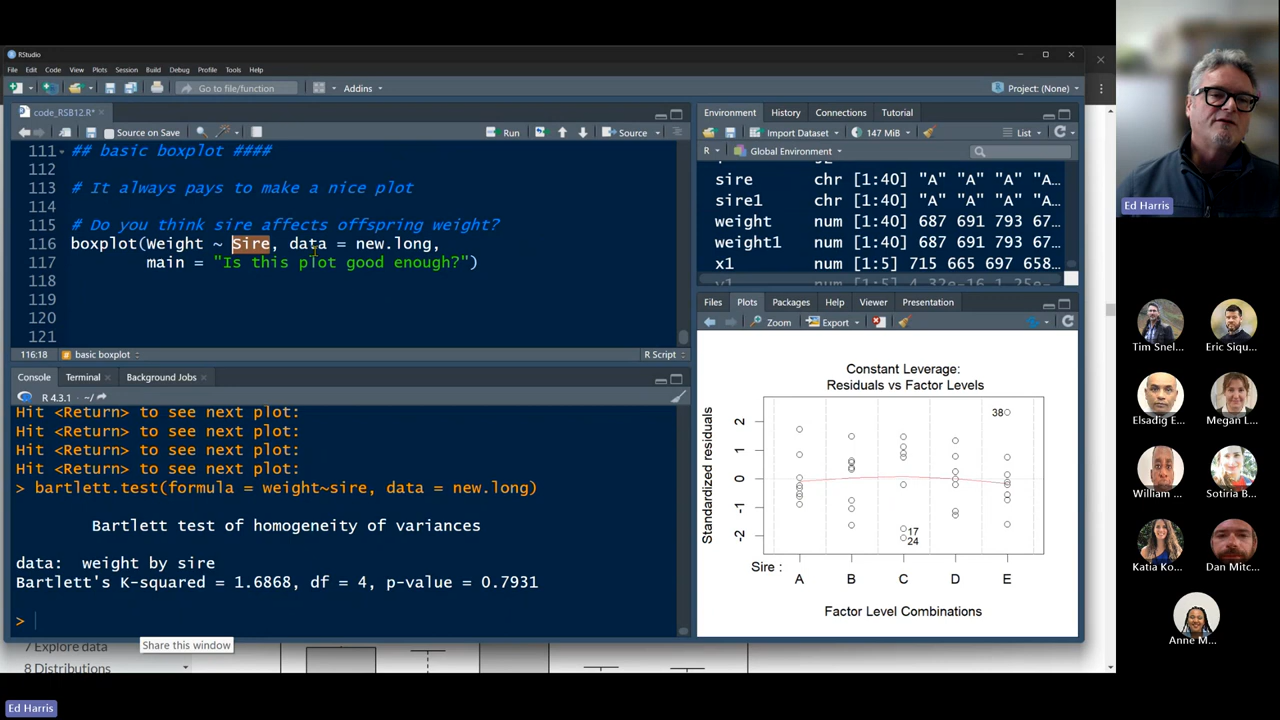 RStudio
File Edit Code View Plots Session Build Debug Profile Tools Help
Go to file/function Addins Project: (None)
code_RSB12.R*
Source on Save Run Source
111 ## basic boxplot ####
112
113 # It always pays to make a nice plot
114
115 # Do you think sire affects offspring weight?
116 boxplot(Weight ~ Sire, data = new.long,
117 main = "Is this plot good enough?")
118
119
120
121
116:18 basic boxplot R Script
Console Terminal Background Jobs
R 4.3.1 · ~/
Hit <Return> to see next plot:
Hit <Return> to see next plot:
Hit <Return> to see next plot:
Hit <Return> to see next plot:
> bartlett.test(formula = weight~sire, data = new.long)
Bartlett test of homogeneity of variances
data: weight by sire
Bartlett's K-squared = 1.6868, df = 4, p-value = 0.7931
>
Share this window
7 Explore data
8 Distributions
Environment History Connections Tutorial
Import Dataset 147 MiB List
R Global Environment
sire chr [1:40] "A" "A" "A" "A…
sire1 chr [1:40] "A" "A" "A" "A…
weight num [1:40] 687 691 793 67…
weight1 num [1:40] 687 691 793 67…
x1 num [1:5] 715 665 697 658…
Files Plots Packages Help Viewer Presentation
Zoom Export
Constant Leverage:
Residuals vs Factor Levels
Standardized residuals
2
1
0
-1
-2
38
17
24
Sire :
A B C D E
Factor Level Combinations
Ed Harris
Tim Snel...
Eric Siqu...
Elsadig E...
Megan L...
William ...
Sotiria B...
Katia Ko...
Dan Mitc...
Anne M...
Ed Harris